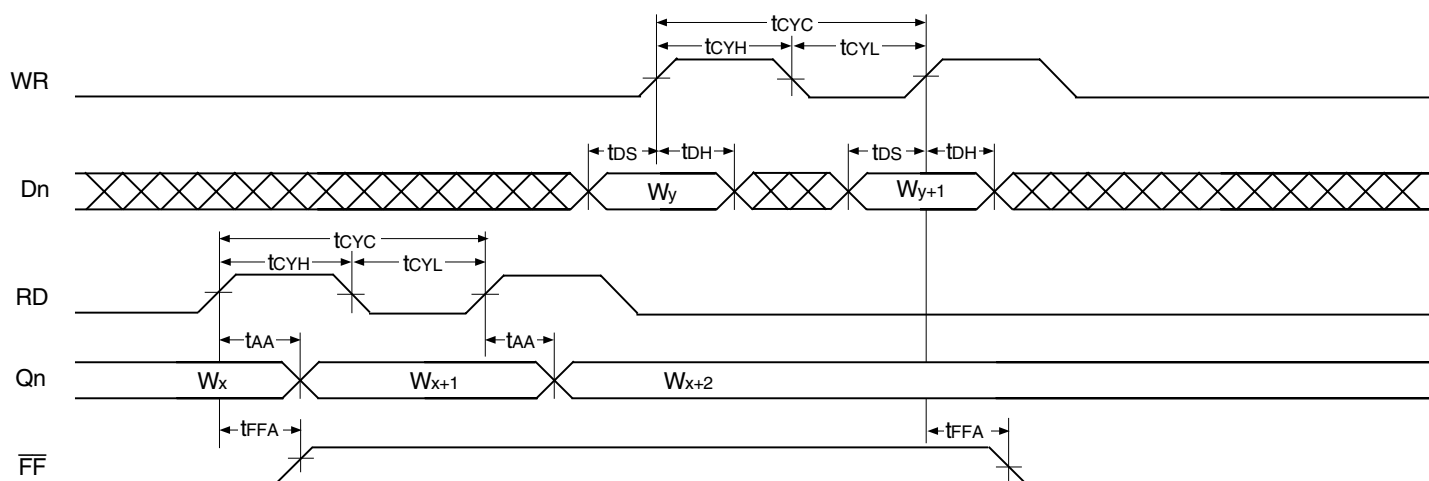 tCYC
tCYH tCYL
WR
tDS tDH tDS tDH
Dn Wy Wy+1
tCYC
tCYH tCYL
RD
tAA tAA
Qn Wx Wx+1 Wx+2
tFFA tFFA
F̅F̅